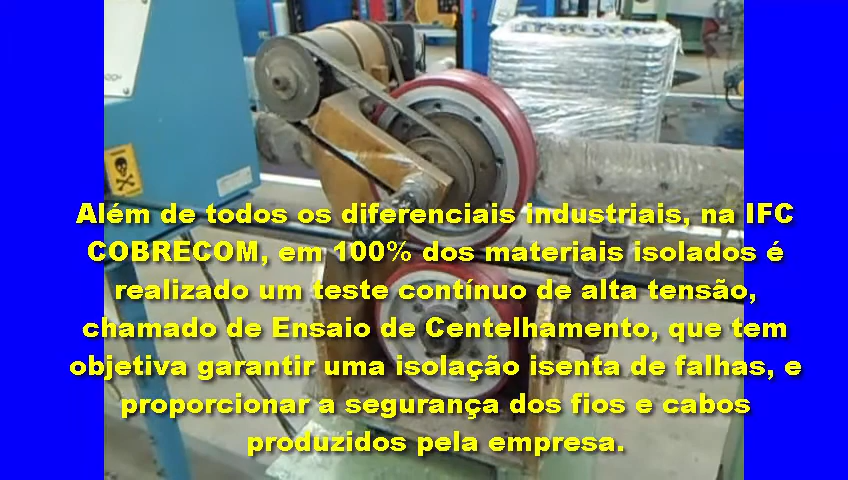 Além de todos os diferenciais industriais, na IFC
COBRECOM, em 100% dos materiais isolados é
realizado um teste contínuo de alta tensão,
chamado de Ensaio de Centelhamento, que tem
objetiva garantir uma isolação isenta de falhas, e
proporcionar a segurança dos fios e cabos
produzidos pela empresa.